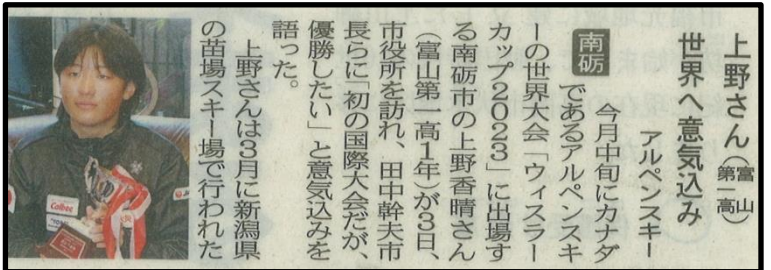 上野さん(富山第一高)
世界へ意気込み
アルペンスキー
南砺
今月中旬にカナダ
であるアルペンスキ
ーの世界大会「ウィスラー
カップ2023」に出場す
る南砺市の上野香晴さん
(富山第一高1年)が3日、
市役所を訪れ、田中幹夫市
長らに「初の国際大会だが、
優勝したい」と意気込みを
語った。
上野さんは3月に新潟県
の苗場スキー場で行われた
Calbee